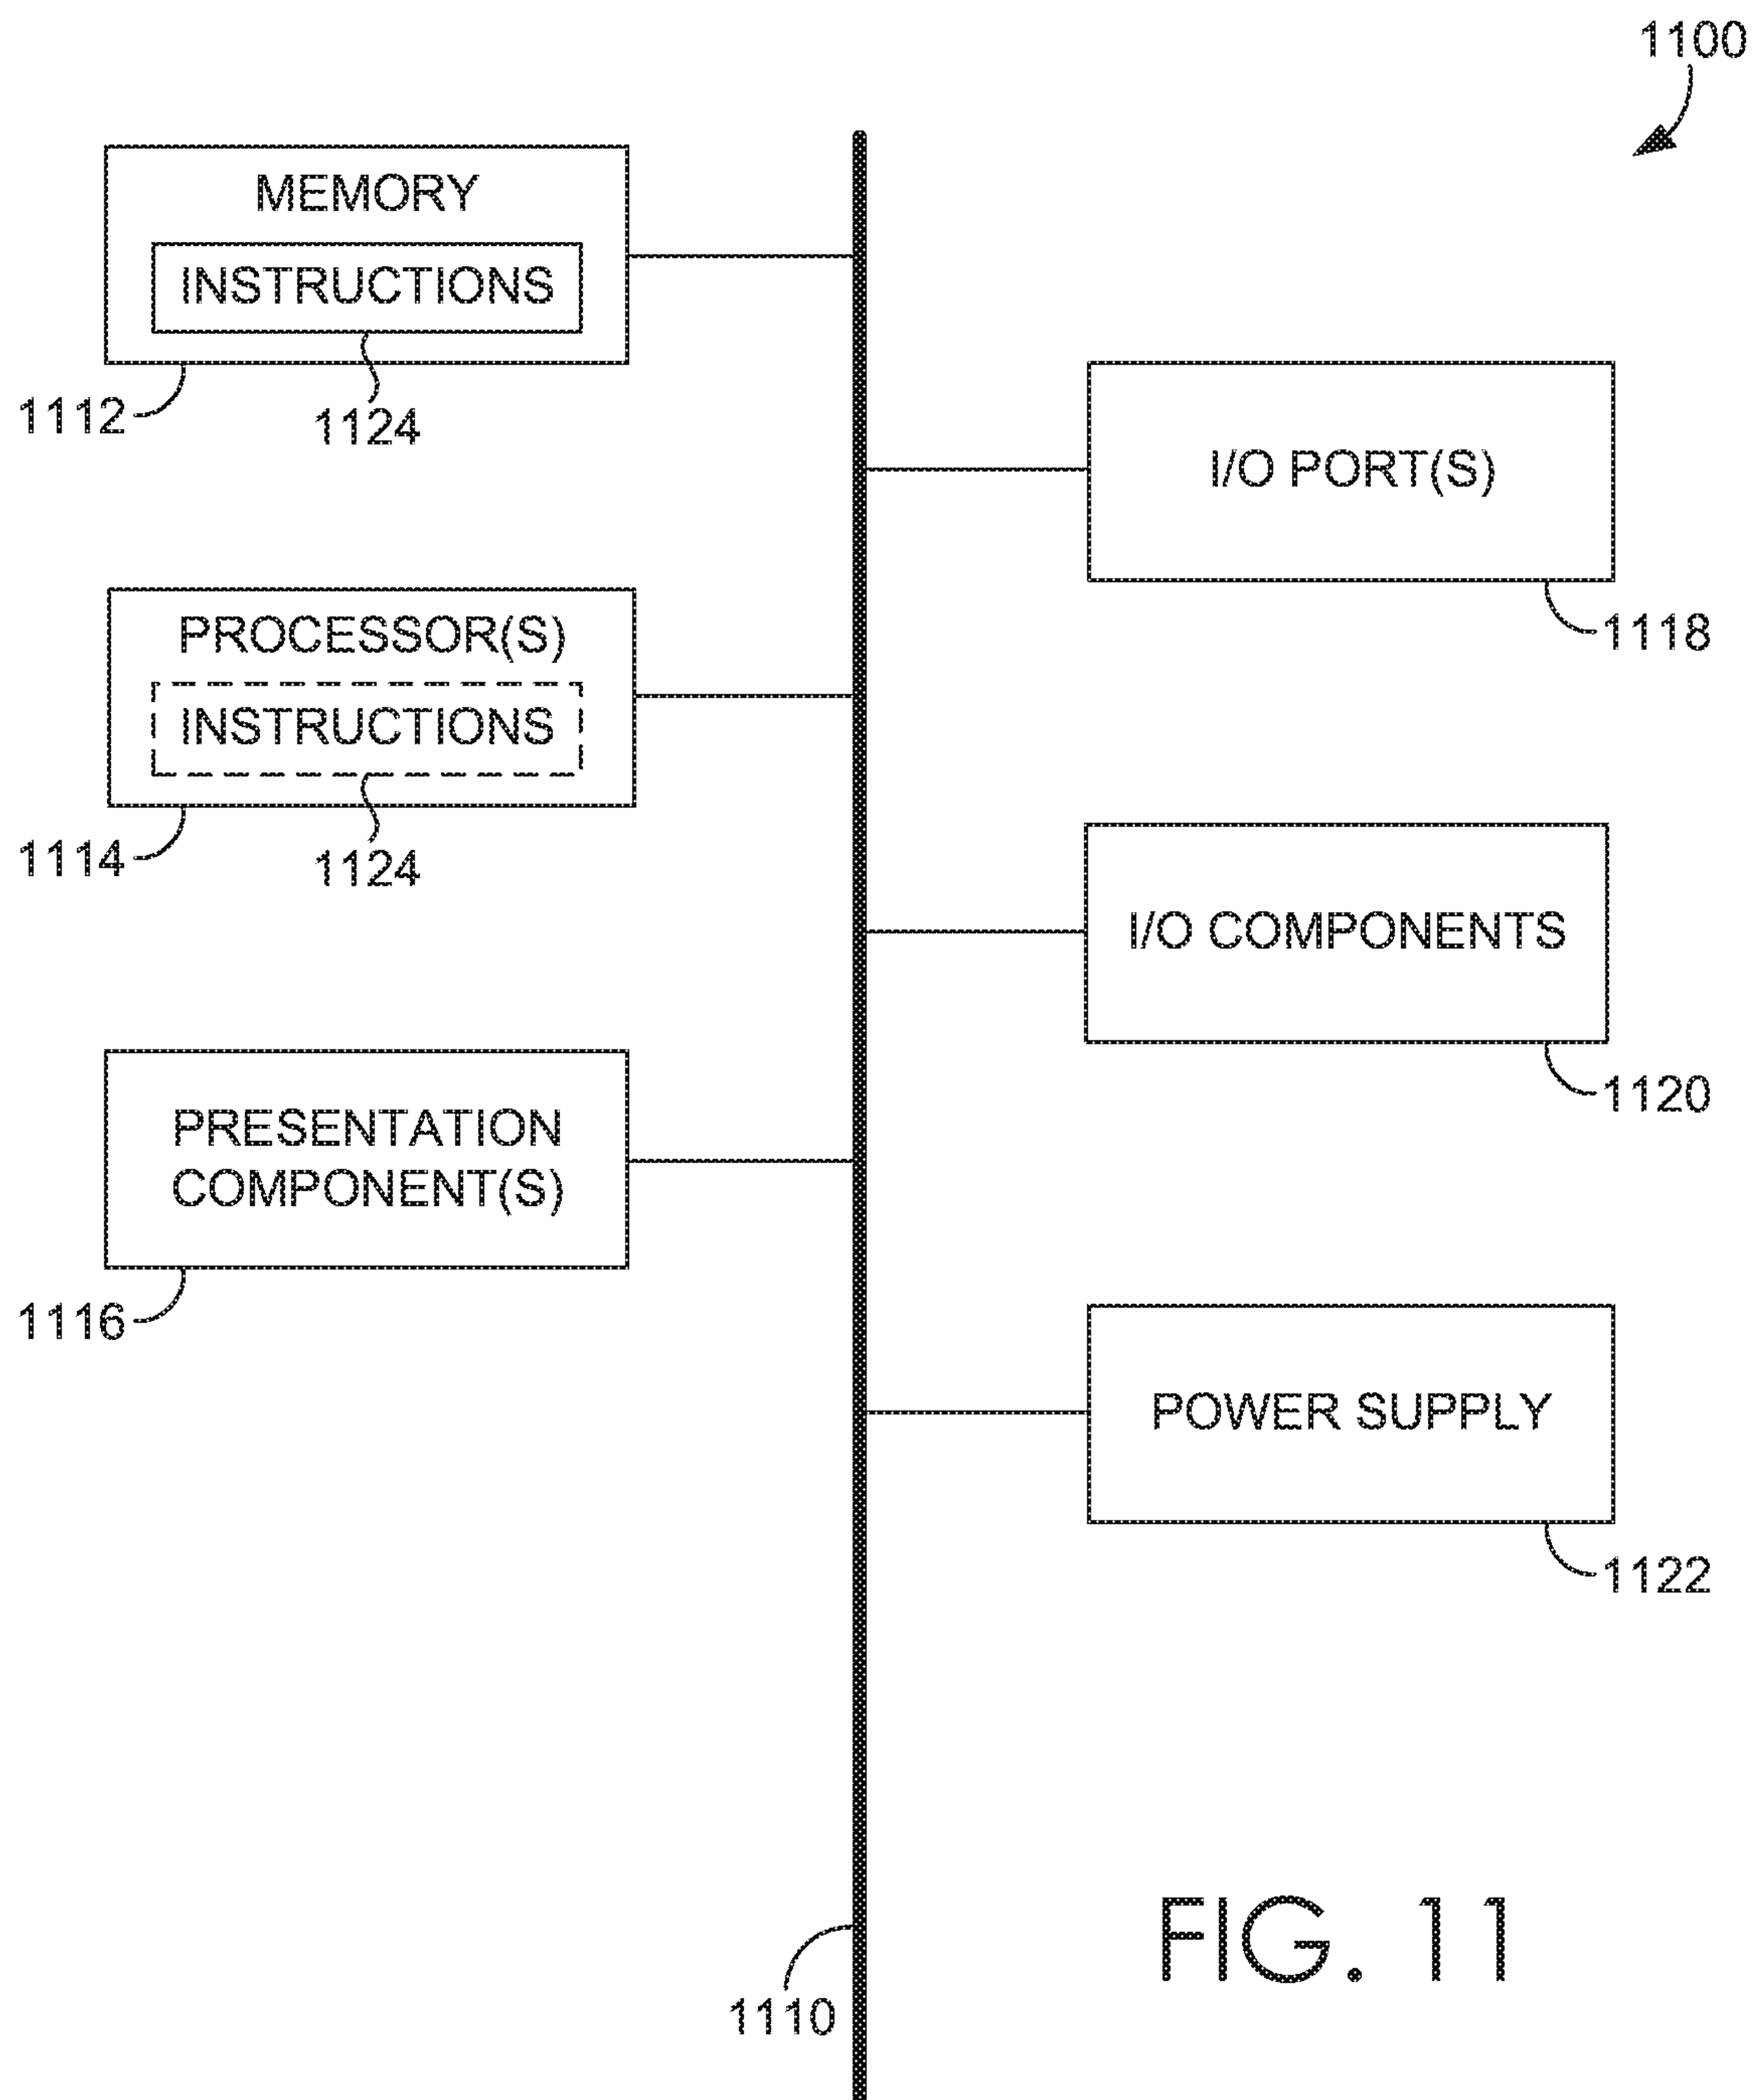 1100
MEMORY
INSTRUCTIONS
1112
1124
I/O PORT(S)
1118
PROCESSOR(S)
INSTRUCTIONS
1114
1124
I/O COMPONENTS
1120
PRESENTATION
COMPONENT(S)
1116
POWER SUPPLY
1122
1110
FIG. 11